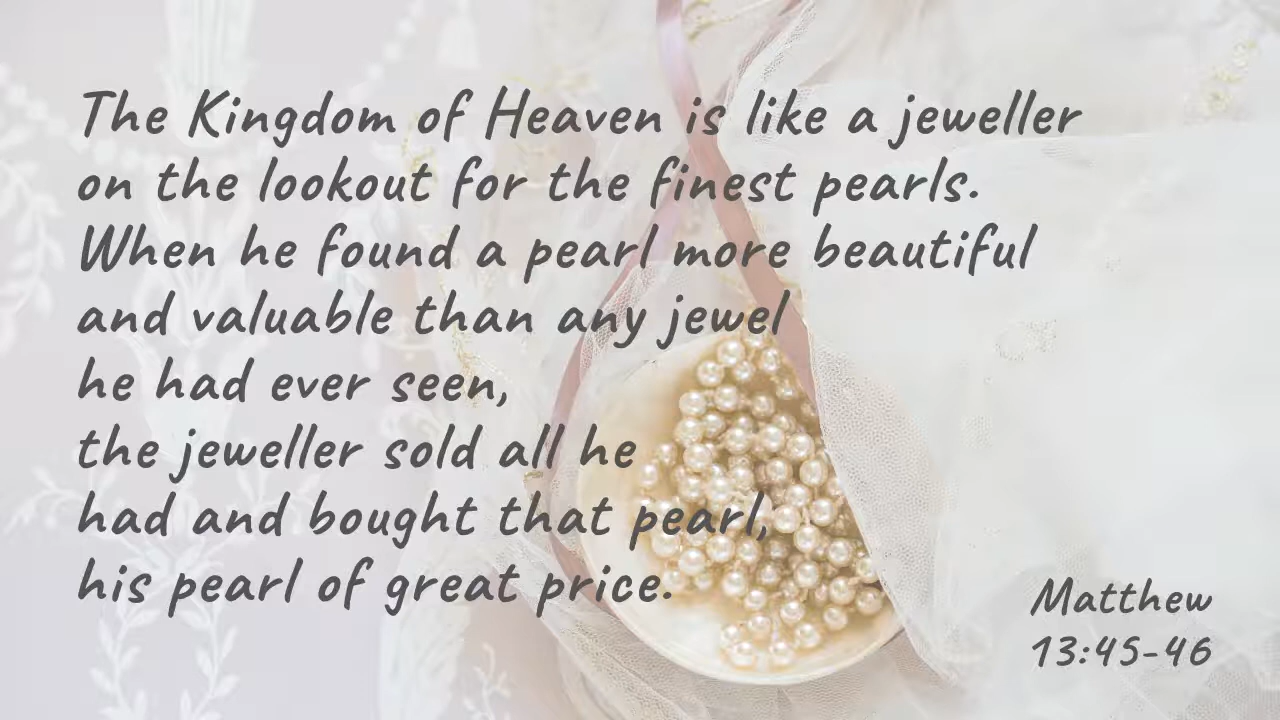 The Kingdom of Heaven is like a jeweller
on the lookout for the finest pearls.
When he found a pearl more beautiful
and valuable than any jewel
he had ever seen,
the jeweller sold all he
had and bought that pearl,
his pearl of great price.
Matthew
13:45-46